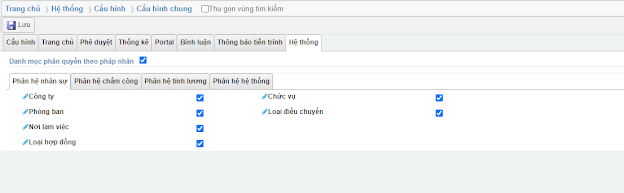 Trang chủ > Hệ thống > Cấu hình > Cấu hình chung Thu gọn vùng tìm kiếm
Lưu
Cấu hình Trang chủ Phê duyệt Thống kê Portal Bình luận Thông báo tiến trình Hệ thống
Danh mục phân quyền theo pháp nhân
Phân hệ nhân sự Phân hệ chấm công Phân hệ tính lương Phân hệ hệ thống
Công ty Chức vụ
Phòng ban Loại điều chuyển
Nơi làm việc
Loại hợp đồng